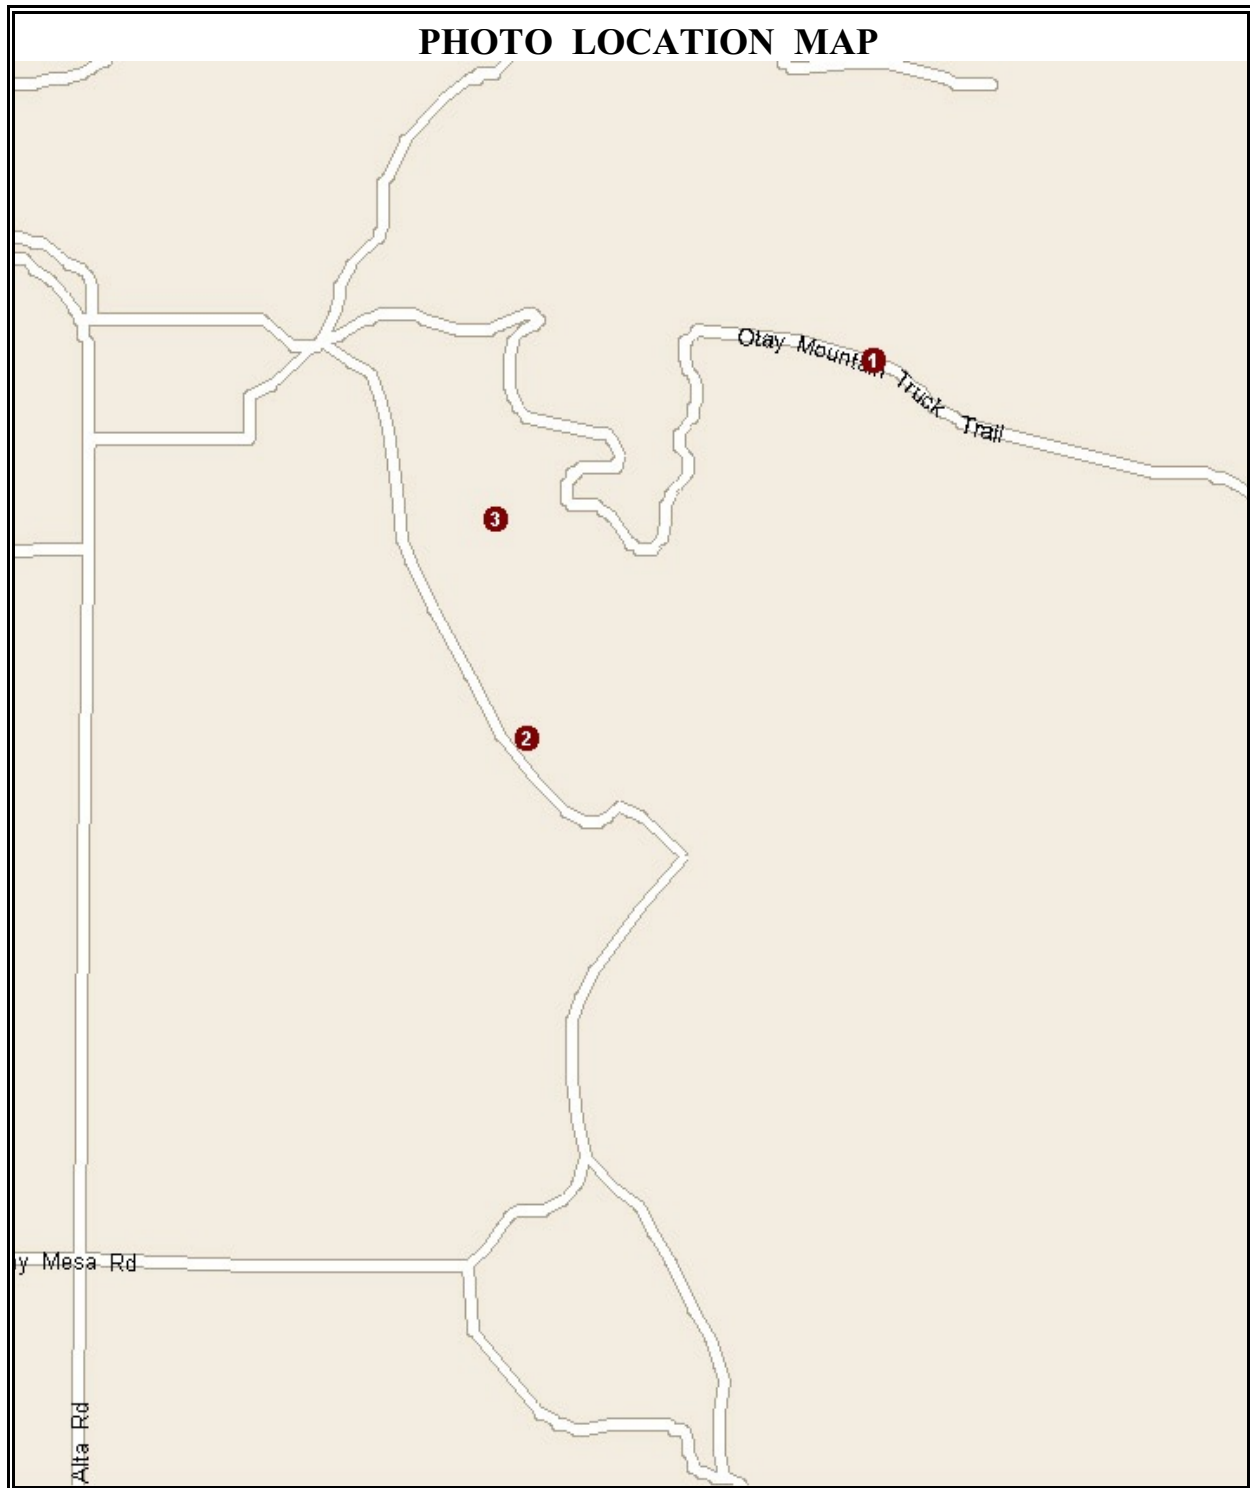 PHOTO LOCATION MAP
Otay Mountain Truck Trail
1
3
2
y Mesa Rd
Alta Rd